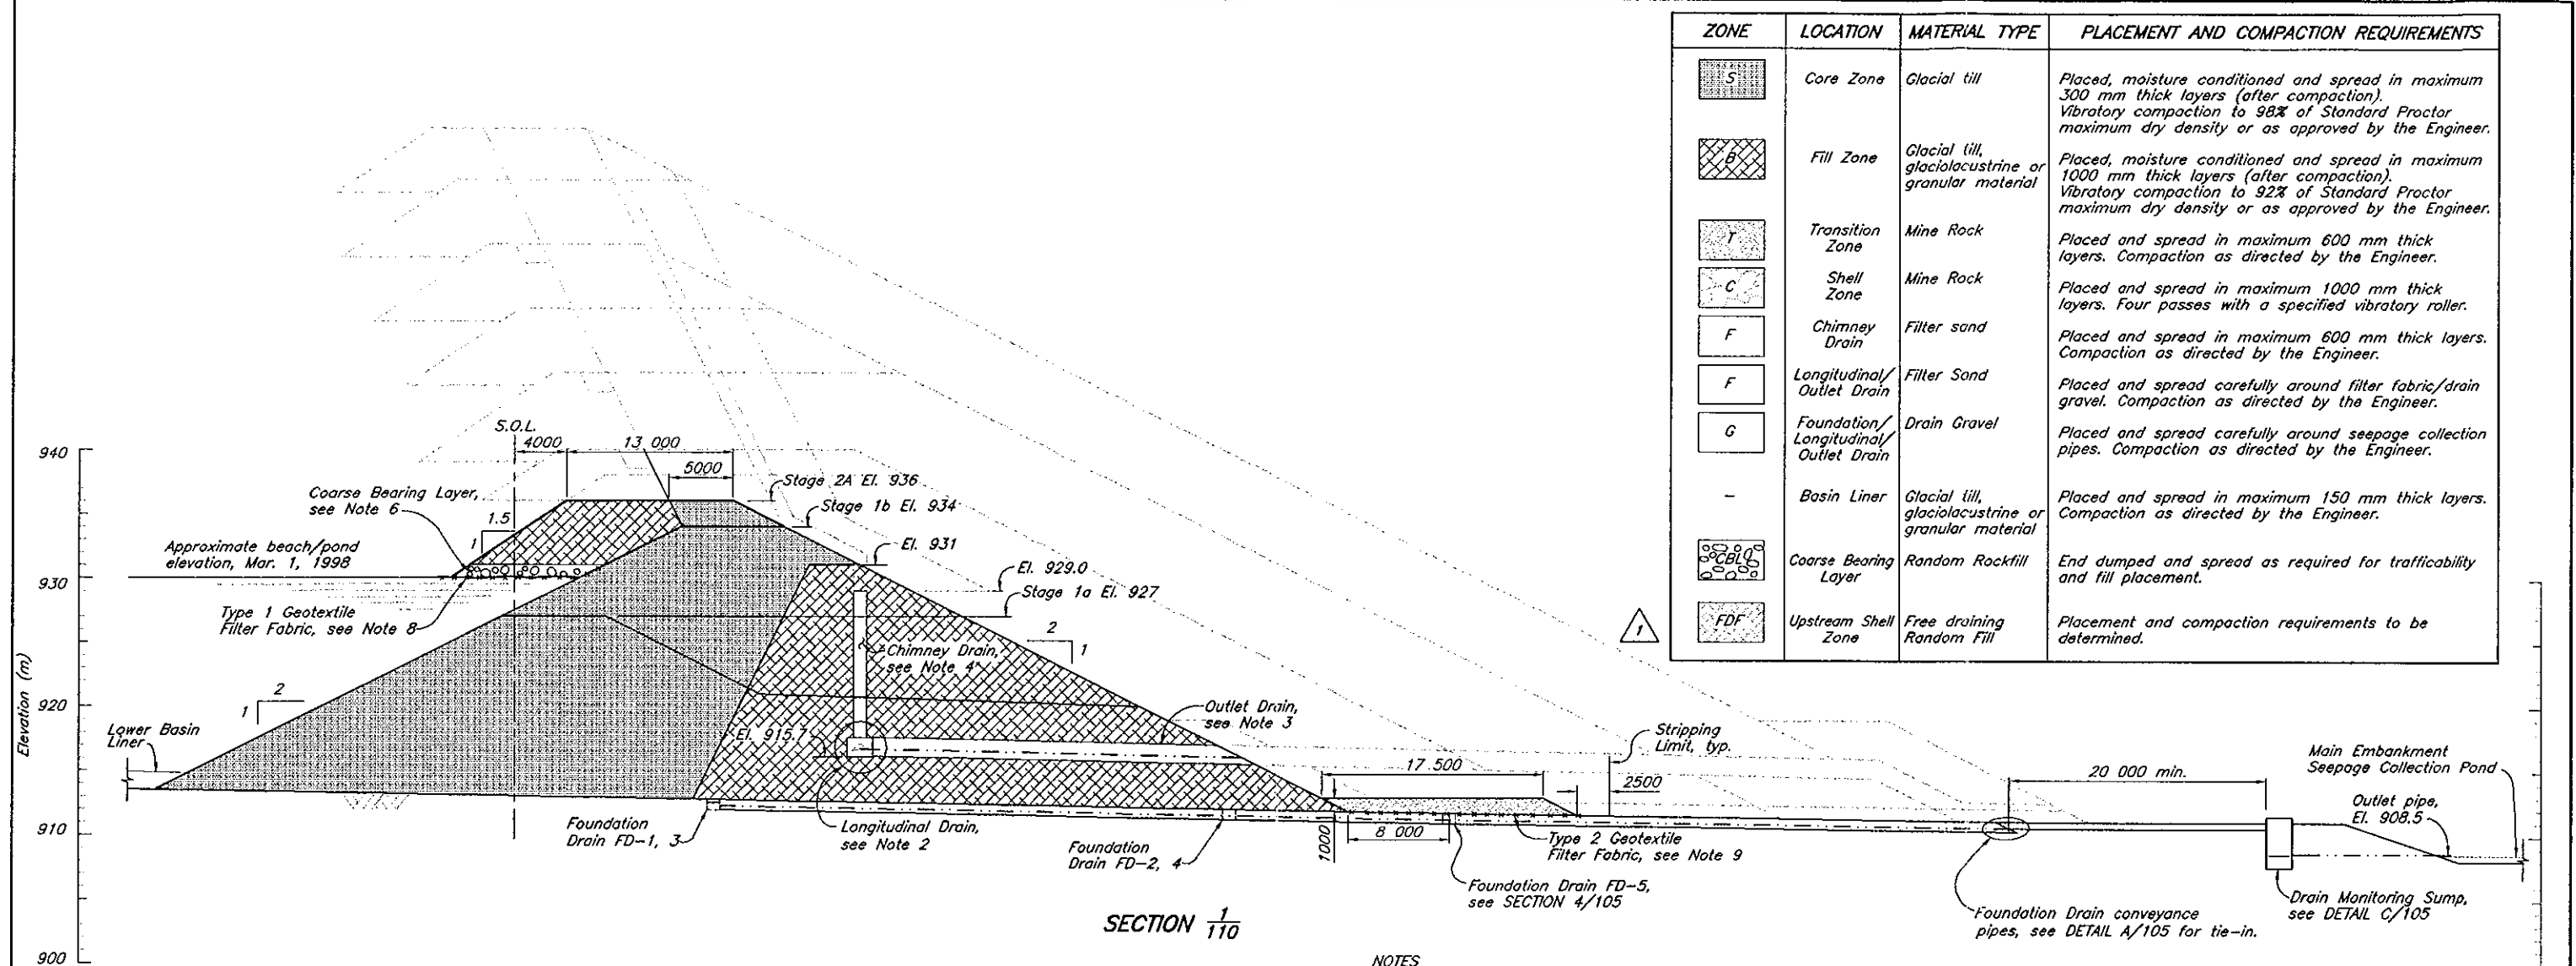 ZONE LOCATION MATERIAL TYPE PLACEMENT AND COMPACTION REQUIREMENTS
S Core Zone Glacial till Placed, moisture conditioned and spread in maximum
300 mm thick layers (after compaction).
Vibratory compaction to 98% of Standard Proctor
maximum dry density or as approved by the Engineer.
B Fill Zone Glacial till,
glaciolacustrine or
granular material
Placed, moisture conditioned and spread in maximum
1000 mm thick layers (after compaction).
Vibratory compaction to 92% of Standard Proctor
maximum dry density or as approved by the Engineer.
T Transition
Zone
Mine Rock
Placed and spread in maximum 600 mm thick
layers. Compaction as directed by the Engineer.
C Shell
Zone
Mine Rock
Placed and spread in maximum 1000 mm thick
layers. Four passes with a specified vibratory roller.
F Chimney
Drain
Filter sand
Placed and spread in maximum 600 mm thick layers.
Compaction as directed by the Engineer.
F Longitudinal/
Outlet Drain
Filter Sand
Placed and spread carefully around filter fabric/drain
gravel. Compaction as directed by the Engineer.
G Foundation/
Longitudinal/
Outlet Drain
Drain Gravel
Placed and spread carefully around seepage collection
pipes. Compaction as directed by the Engineer.
- Basin Liner Glacial till,
glaciolacustrine or
granular material
Placed and spread in maximum 150 mm thick layers.
Compaction as directed by the Engineer.
CBL Coarse Bearing
Layer
Random Rockfill
End dumped and spread as required for trafficability
and fill placement.
1
FDF Upstream Shell
Zone
Free draining
Random Fill
Placement and compaction requirements to be
determined.
940
930
920
910
900
Elevation (m)
S.O.L.
4000
13 000
5000
Coarse Bearing Layer,
see Note 6
1.5
1
Approximate beach/pond
elevation, Mar. 1, 1998
Type 1 Geotextile
Filter Fabric, see Note 8
Stage 2A El. 936
Stage 1b El. 934
El. 931
El. 929.0
Stage 1a El. 927
2
1
Chimney Drain,
see Note 4
2
1
Lower Basin
Liner
El. 915.7
Outlet Drain,
see Note 3
Stripping
Limit, typ.
17 500
2500
20 000 min.
Main Embankment
Seepage Collection Pond
Outlet pipe,
El. 908.5
Foundation
Drain FD-1, 3
Longitudinal Drain,
see Note 2
Foundation
Drain FD-2, 4
1000
8 000
Type 2 Geotextile
Filter Fabric, see Note 9
Foundation Drain FD-5,
see SECTION 4/105
Foundation Drain conveyance
pipes, see DETAIL A/105 for tie-in.
Drain Monitoring Sump,
see DETAIL C/105
SECTION 1/110
NOTES